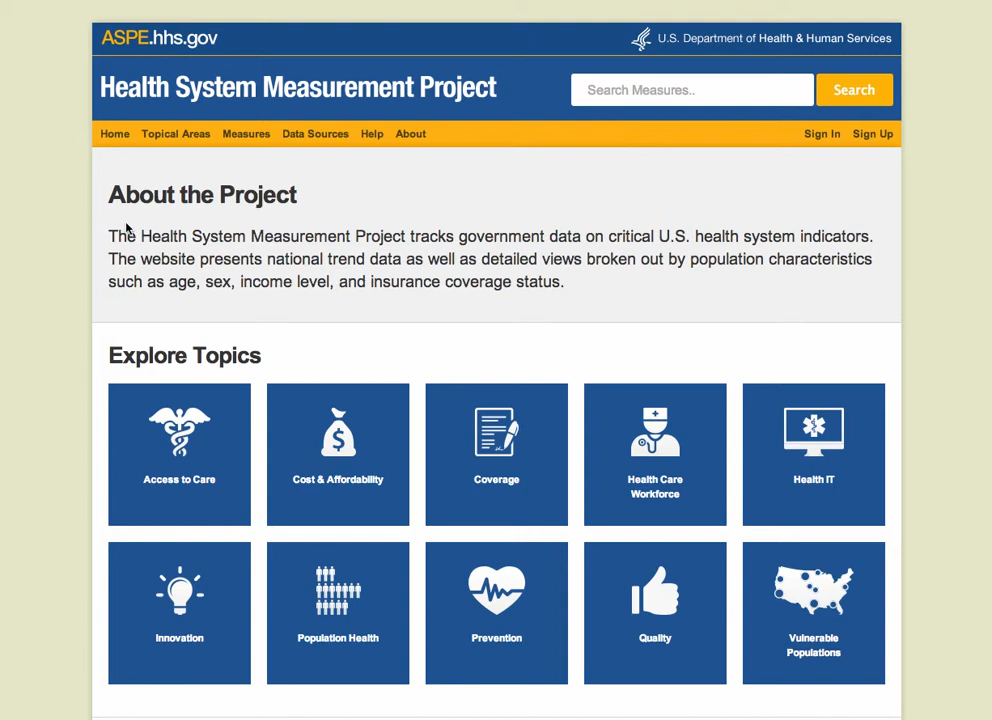 ASPE.hhs.gov
U.S. Department of Health & Human Services
Health System Measurement Project
Search Measures..
Search
Home Topical Areas Measures Data Sources Help About
Sign In Sign Up
About the Project
The Health System Measurement Project tracks government data on critical U.S. health system indicators.
The website presents national trend data as well as detailed views broken out by population characteristics
such as age, sex, income level, and insurance coverage status.
Explore Topics
Access to Care
Cost & Affordability
Coverage
Health Care
Workforce
Health IT
Innovation
Population Health
Prevention
Quality
Vulnerable
Populations